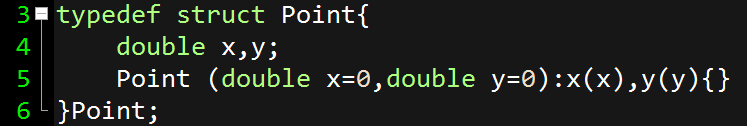 3 typedef struct Point{
4 double x,y;
5 Point (double x=0,double y=0):x(x),y(y){}
6 }Point;